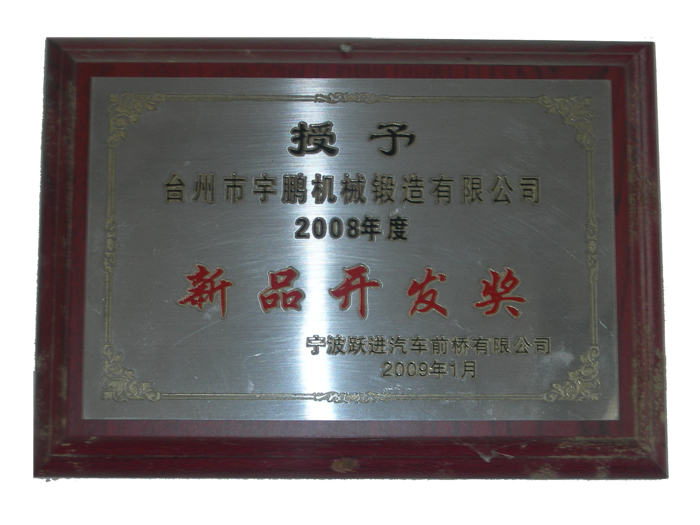 授予
台州市宇鹏机械锻造有限公司
2008年度
新品开发奖
宁波跃进汽车前桥有限公司
2009年1月